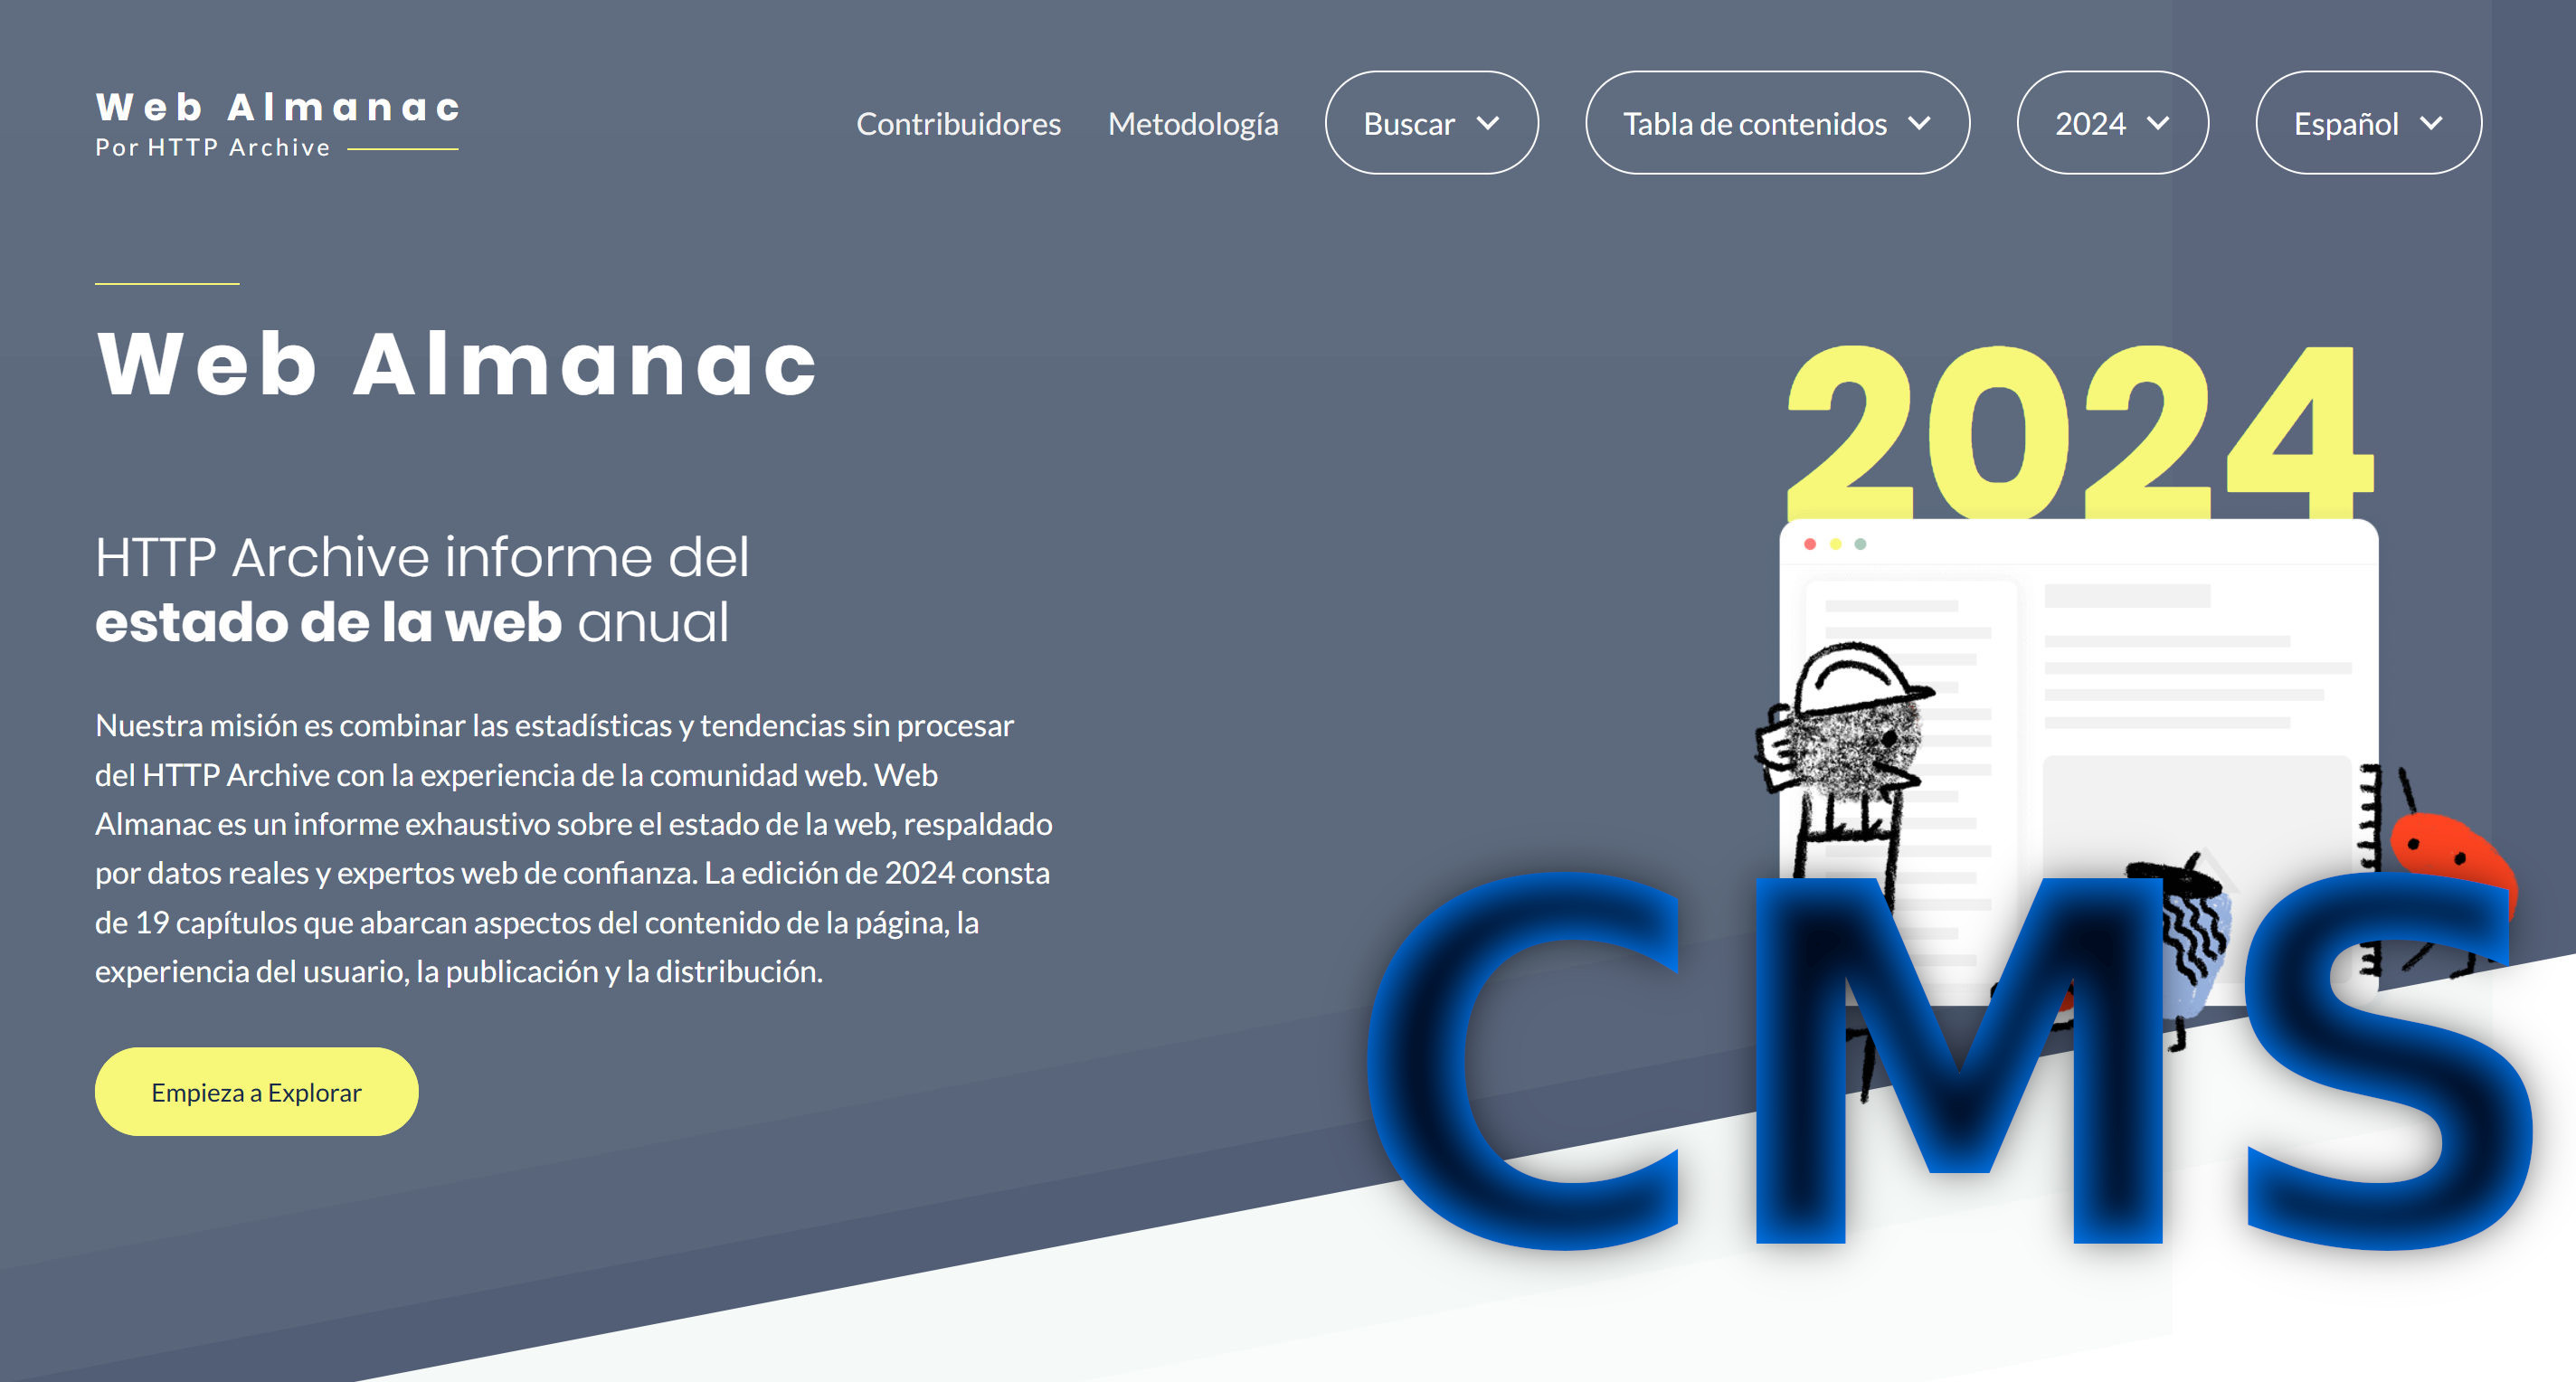 Web Almanac
Por HTTP Archive
Contribuidores
Metodología
Buscar
Tabla de contenidos
2024
Español
Web Almanac
2024
HTTP Archive informe del
estado de la web anual
Nuestra misión es combinar las estadísticas y tendencias sin procesar
del HTTP Archive con la experiencia de la comunidad web. Web
Almanac es un informe exhaustivo sobre el estado de la web, respaldado
por datos reales y expertos web de confianza. La edición de 2024 consta
de 19 capítulos que abarcan aspectos del contenido de la página, la
experiencia del usuario, la publicación y la distribución.
Empieza a Explorar
CMS